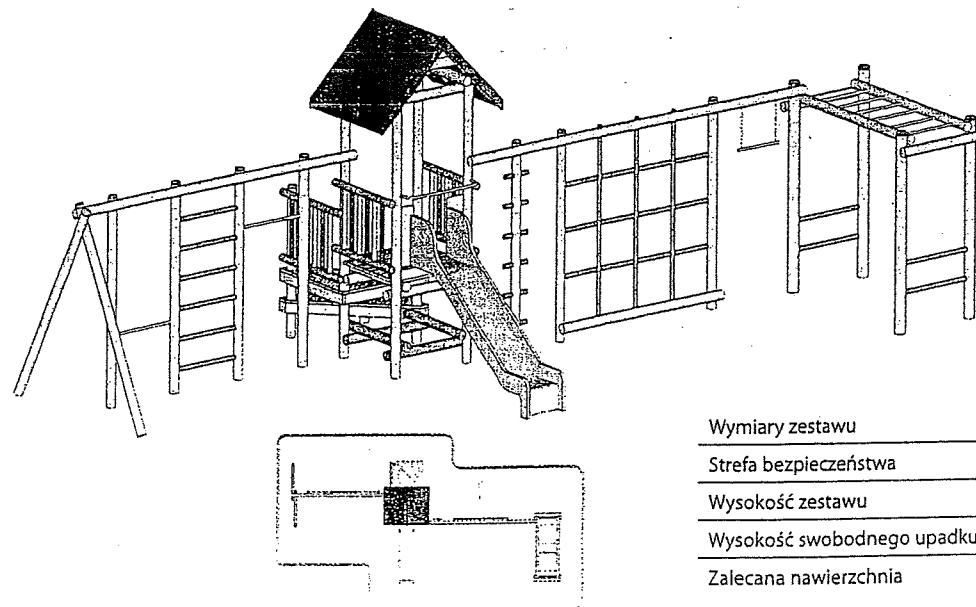 Wymiary zestawu
Strefa bezpieczeństwa
Wysokość zestawu
Wysokość swobodnego upadku
Zalecana nawierzchnia